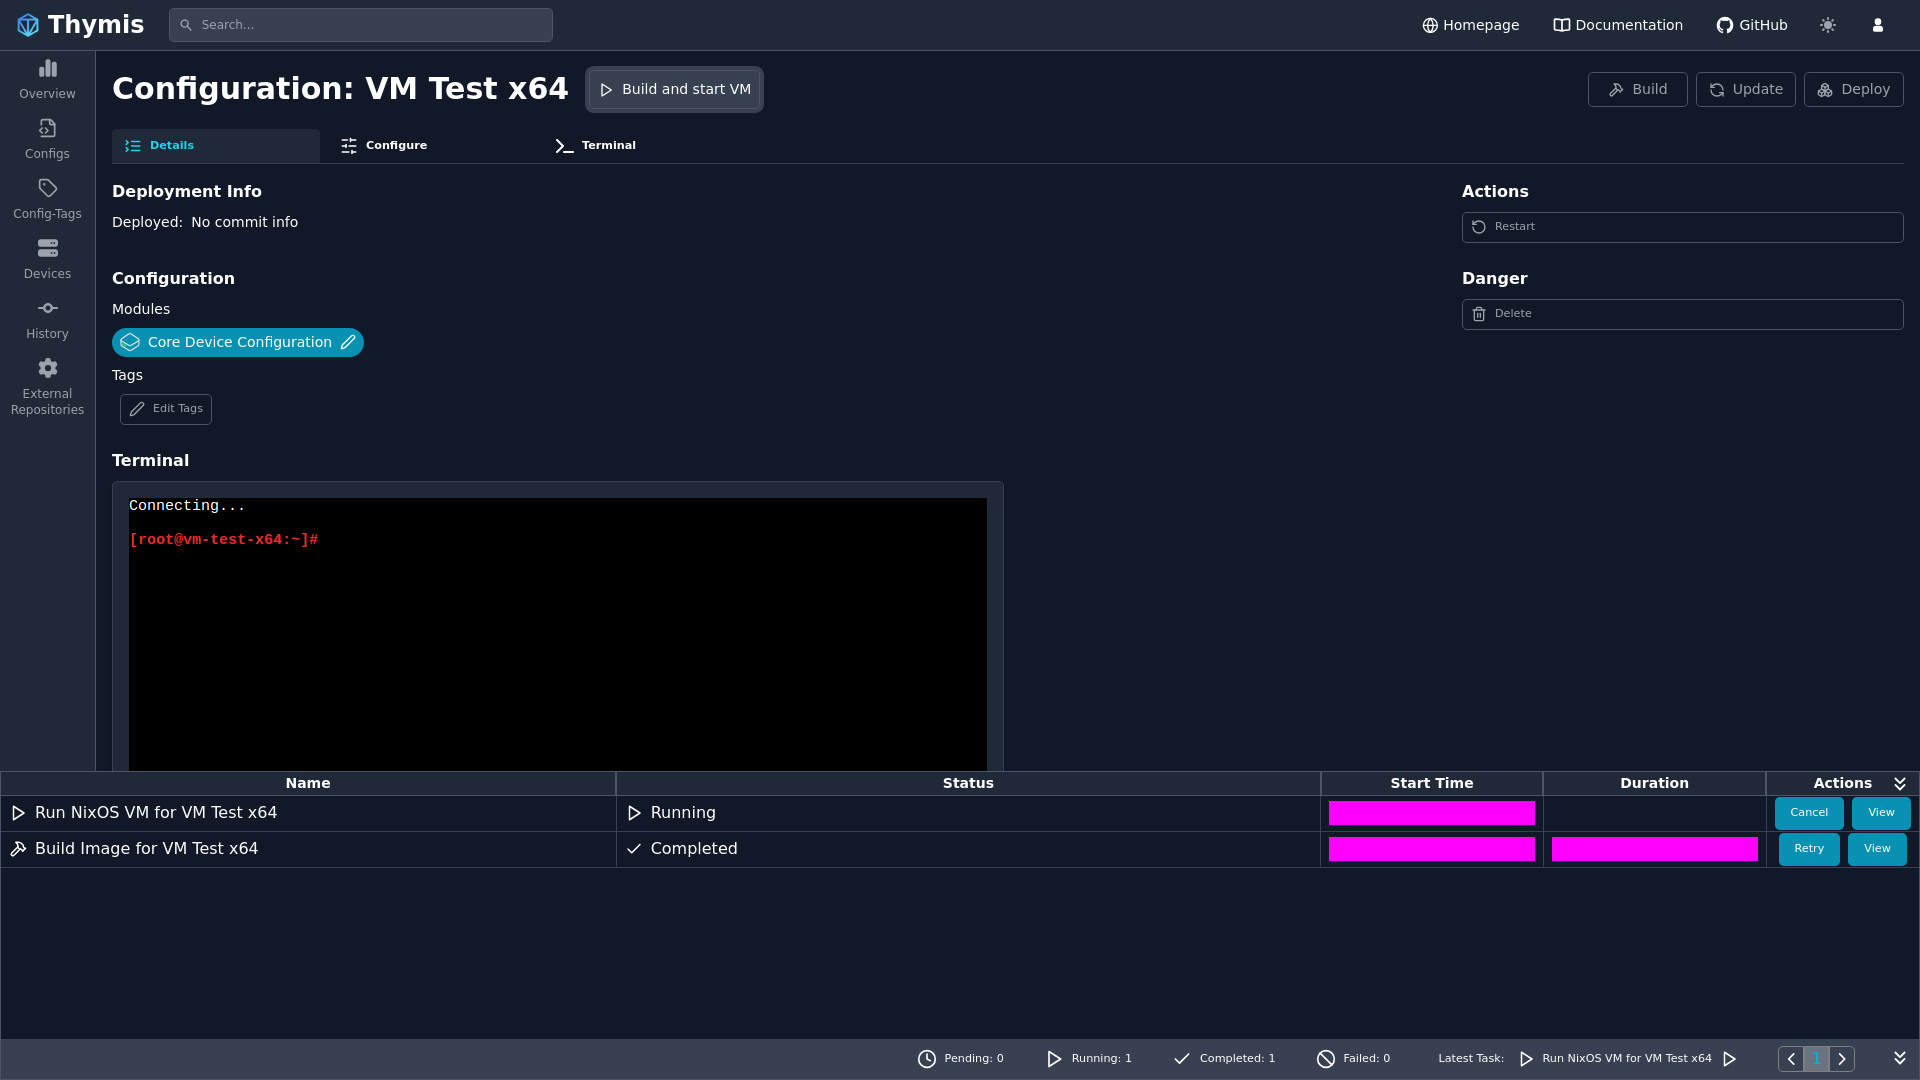 Thymis
Search...
Homepage
Documentation
GitHub
Overview
Configs
Config-Tags
Devices
History
External
Repositories
Configuration: VM Test x64
Build and start VM
Build
Update
Deploy
Details
Configure
Terminal
Deployment Info
Deployed: No commit info
Configuration
Modules
Core Device Configuration
Tags
Edit Tags
Actions
Restart
Danger
Delete
Terminal
Connecting...
[root@vm-test-x64:~]#
Name Status Start Time Duration Actions
Run NixOS VM for VM Test x64 Running Cancel View
Build Image for VM Test x64 Completed Retry View
Pending: 0 Running: 1 Completed: 1 Failed: 0 Latest Task: Run NixOS VM for VM Test x64 1